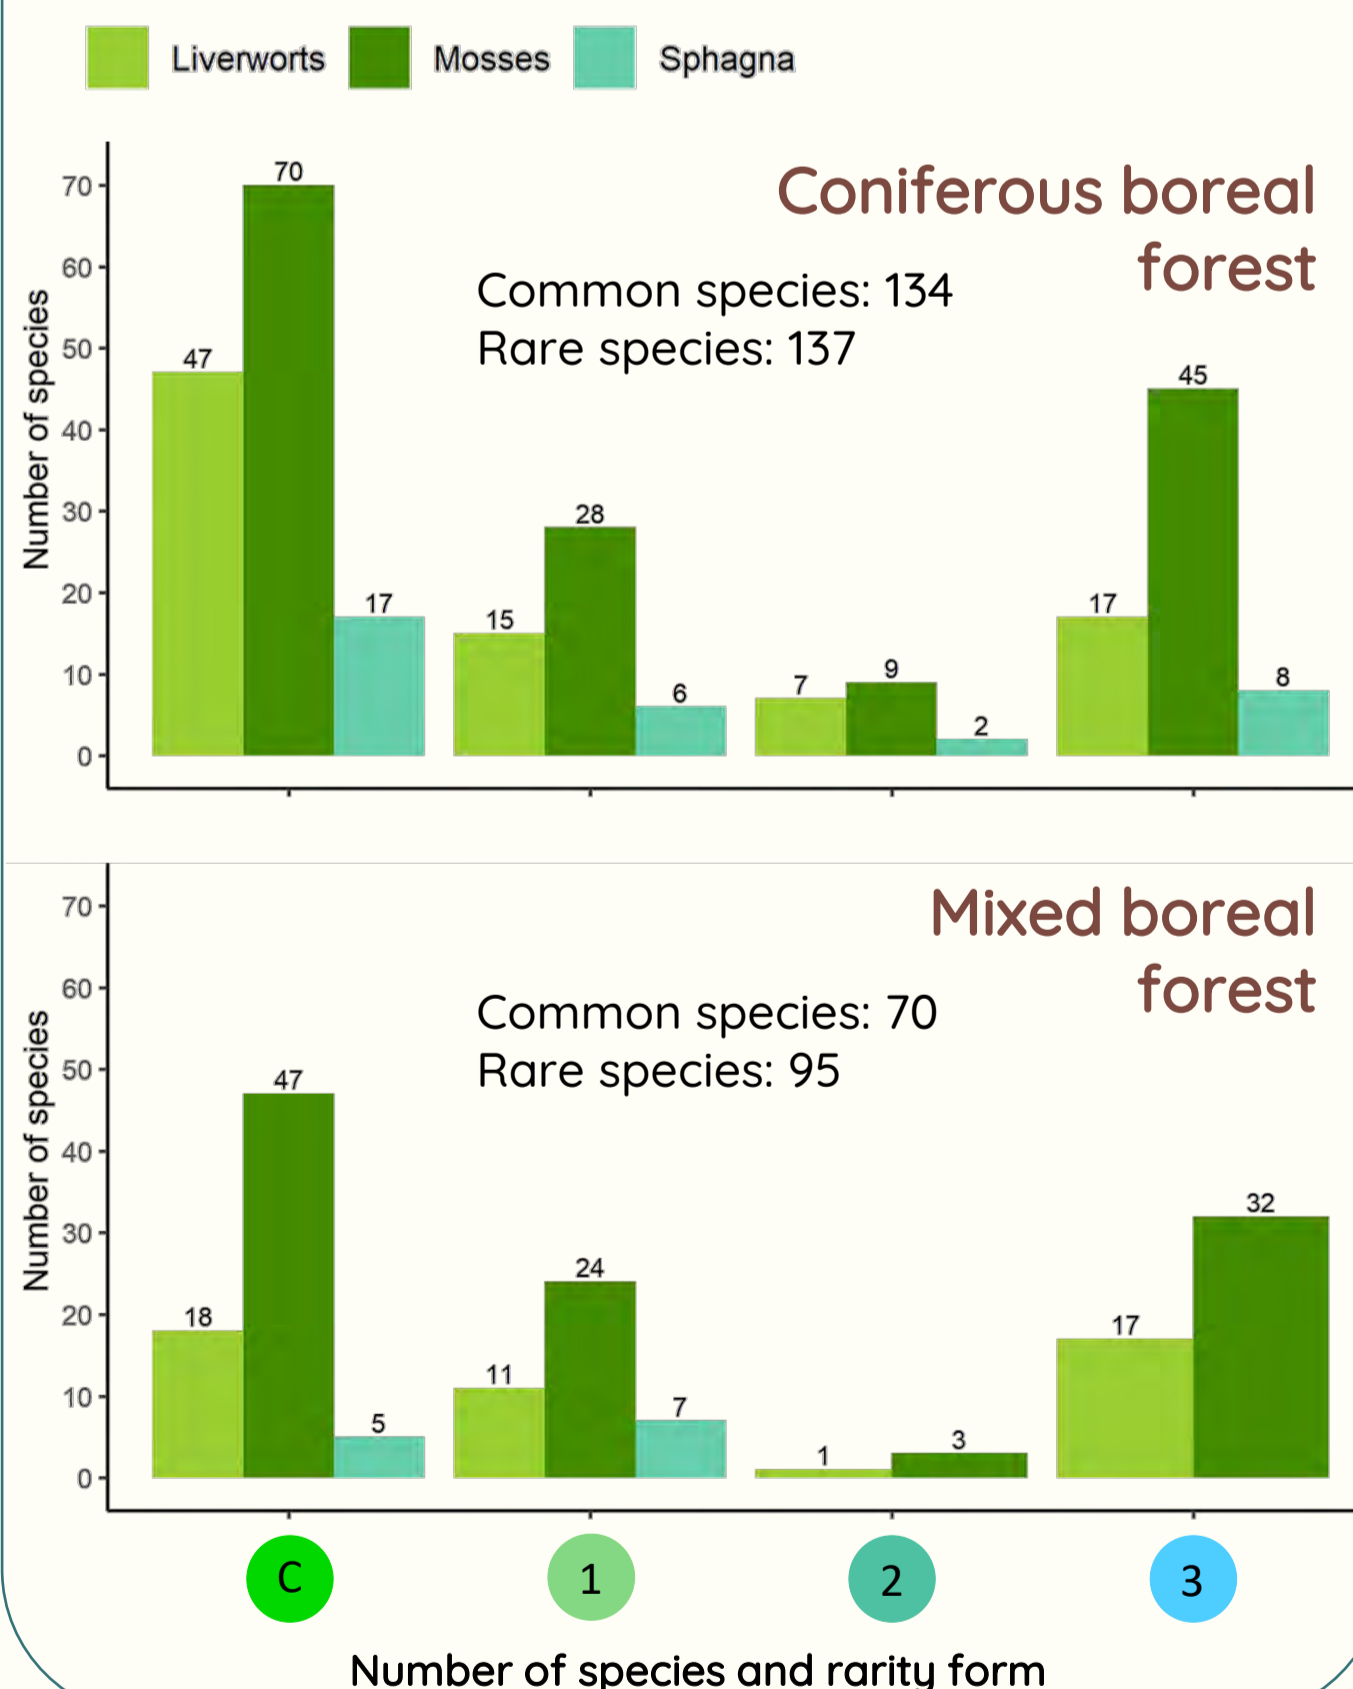 Liverworts Mosses Sphagna
Coniferous boreal
forest
Common species: 134
Rare species: 137
Number of species
70
60
50
40
30
20
10
0
47
70
17
15
28
6
7
9
2
17
45
8
Mixed boreal
forest
Common species: 70
Rare species: 95
Number of species
70
60
50
40
30
20
10
0
18
47
5
11
24
7
1
3
17
32
C 1 2 3
Number of species and rarity form